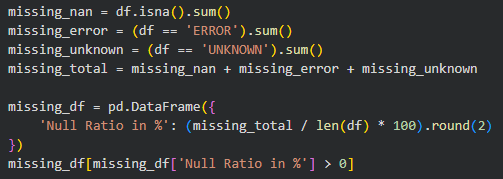 missing_nan = df.isna().sum()
missing_error = (df == 'ERROR').sum()
missing_unknown = (df == 'UNKNOWN').sum()
missing_total = missing_nan + missing_error + missing_unknown

missing_df = pd.DataFrame({
    'Null Ratio in %': (missing_total / len(df) * 100).round(2)
})
missing_df[missing_df['Null Ratio in %'] > 0]